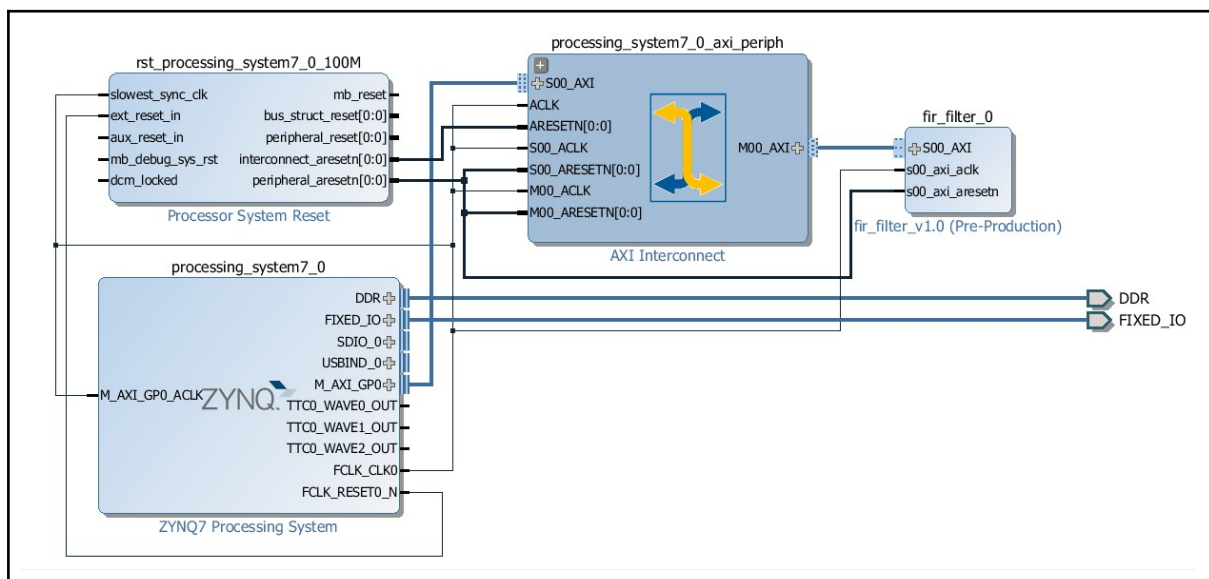 rst_processing_system7_0_100M
slowest_sync_clk
ext_reset_in
aux_reset_in
mb_debug_sys_rst
dcm_locked
mb_reset
bus_struct_reset[0:0]
peripheral_reset[0:0]
interconnect_aresetn[0:0]
peripheral_aresetn[0:0]
Processor System Reset
processing_system7_0_axi_periph
S00_AXI
ACLK
ARESETN[0:0]
S00_ACLK
S00_ARESETN[0:0]
M00_ACLK
M00_ARESETN[0:0]
M00_AXI
AXI Interconnect
fir_filter_0
S00_AXI
s00_axi_aclk
s00_axi_aresetn
fir_filter_v1.0 (Pre-Production)
processing_system7_0
M_AXI_GP0_ACLK
ZYNQ
DDR
FIXED_IO
SDIO_0
USBIND_0
M_AXI_GP0
TTC0_WAVE0_OUT
TTC0_WAVE1_OUT
TTC0_WAVE2_OUT
FCLK_CLK0
FCLK_RESET0_N
ZYNQ7 Processing System
DDR
FIXED_IO